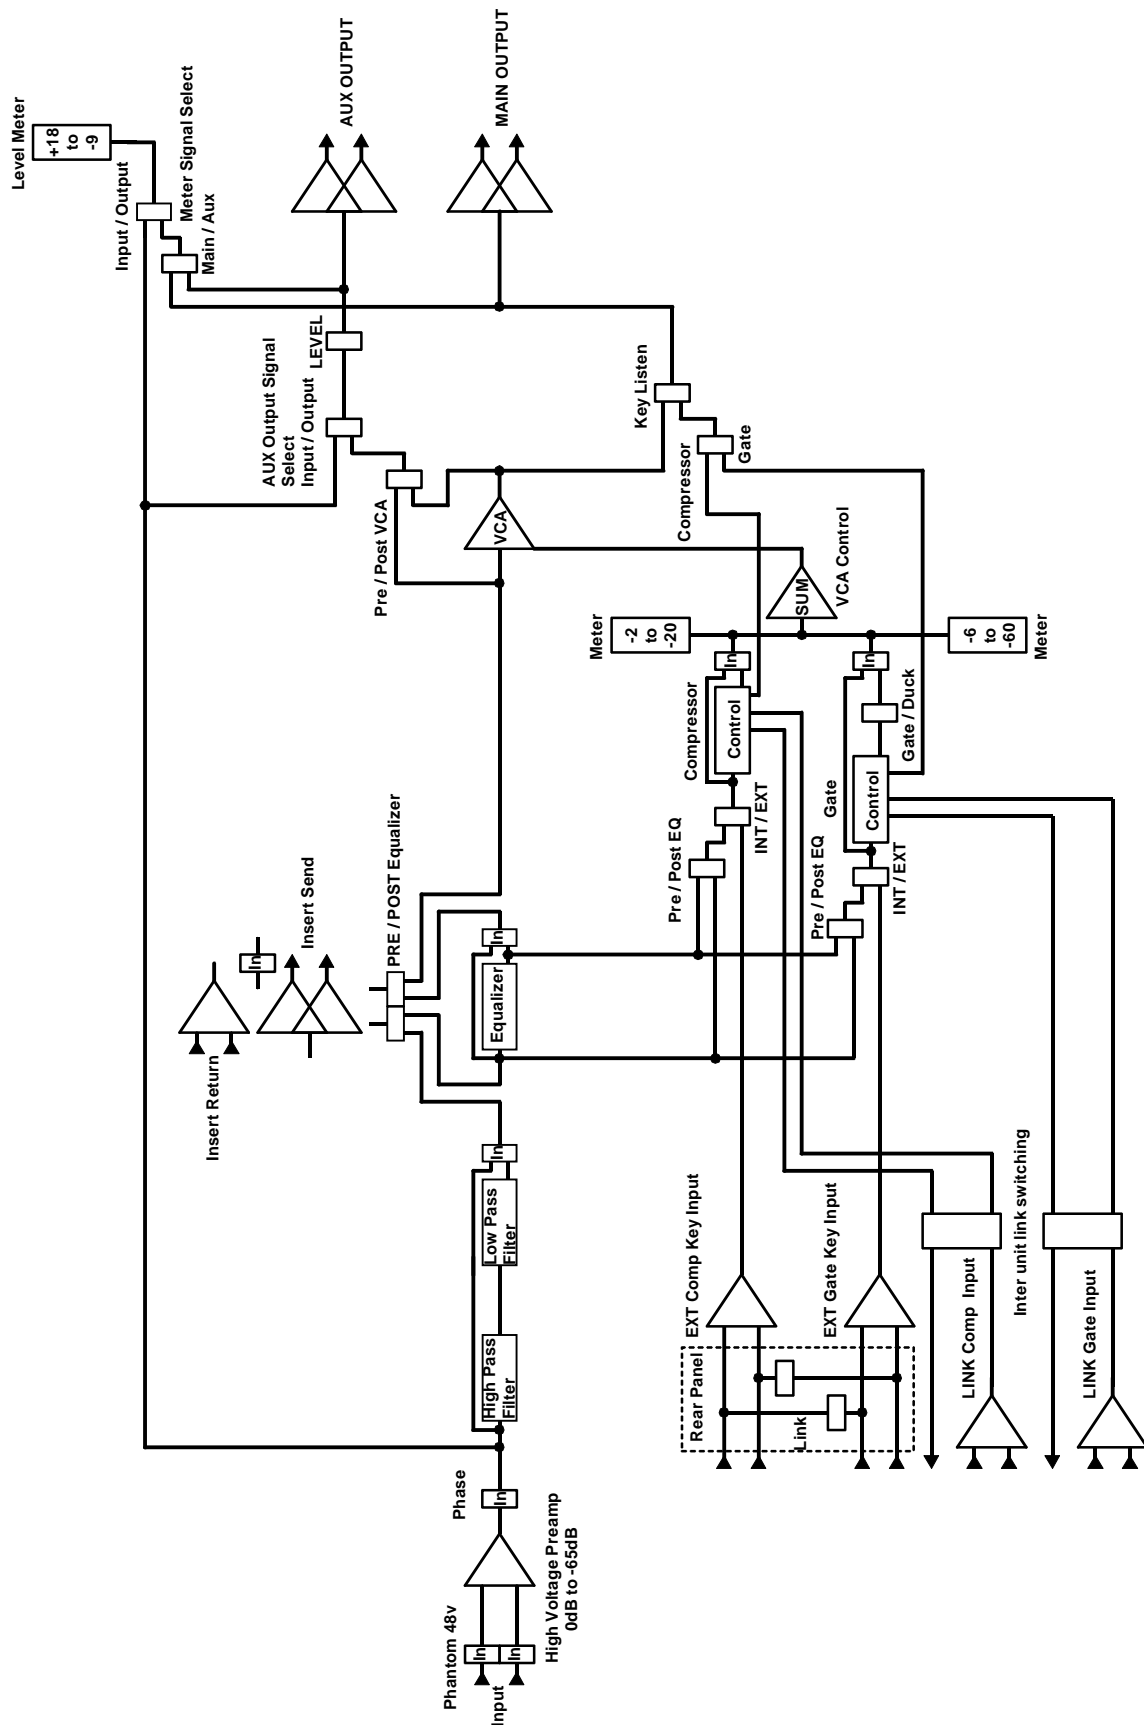 Level Meter
+18
to
-9
Input / Output
Meter Signal Select
Main / Aux
AUX OUTPUT
MAIN OUTPUT
AUX Output Signal
Select
Input / Output
LEVEL
Key Listen
Compressor
Gate
Pre / Post VCA
VCA
SUM
VCA Control
Meter
-2
to
-20
-6
to
-60
Meter
Compressor
Control
In
Gate
Control
In
Gate / Duck
Pre / Post EQ
INT / EXT
Pre / Post EQ
INT / EXT
Insert Return
In
Insert Send
PRE / POST Equalizer
Equalizer
In
Low Pass
Filter
In
High Pass
Filter
EXT Comp Key Input
EXT Gate Key Input
Rear Panel
Link
LINK Comp Input
Inter unit link switching
LINK Gate Input
Phase
In
High Voltage Preamp
0dB to -65dB
Phantom 48v
In
In
Input